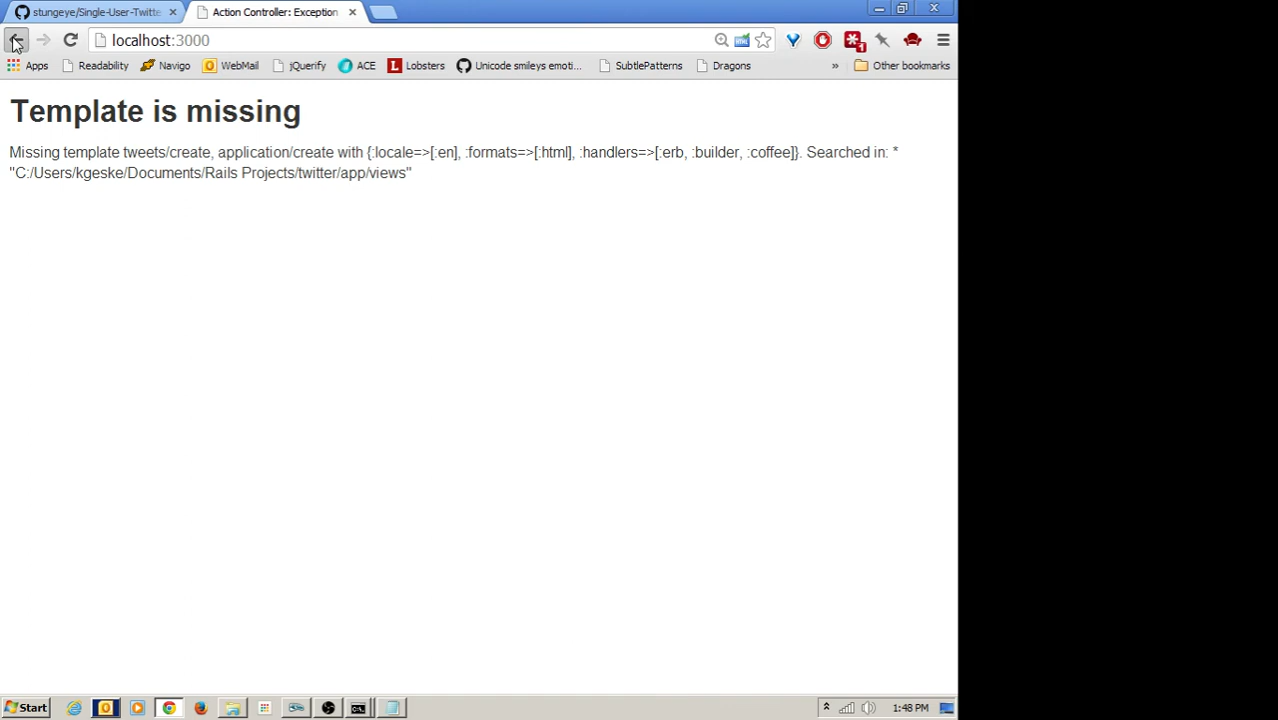 stungeye/Single-User-Twitte
Action Controller: Exception
localhost:3000
Apps
Readability
Navigo
WebMail
jQuerify
ACE
Lobsters
Unicode smileys emoti...
SubtlePatterns
Dragons
»
Other bookmarks
Template is missing
Missing template tweets/create, application/create with {:locale=>[:en], :formats=>[:html], :handlers=>[:erb, :builder, :coffee]}. Searched in: *
"C:/Users/kgeske/Documents/Rails Projects/twitter/app/views"
Start
1:48 PM